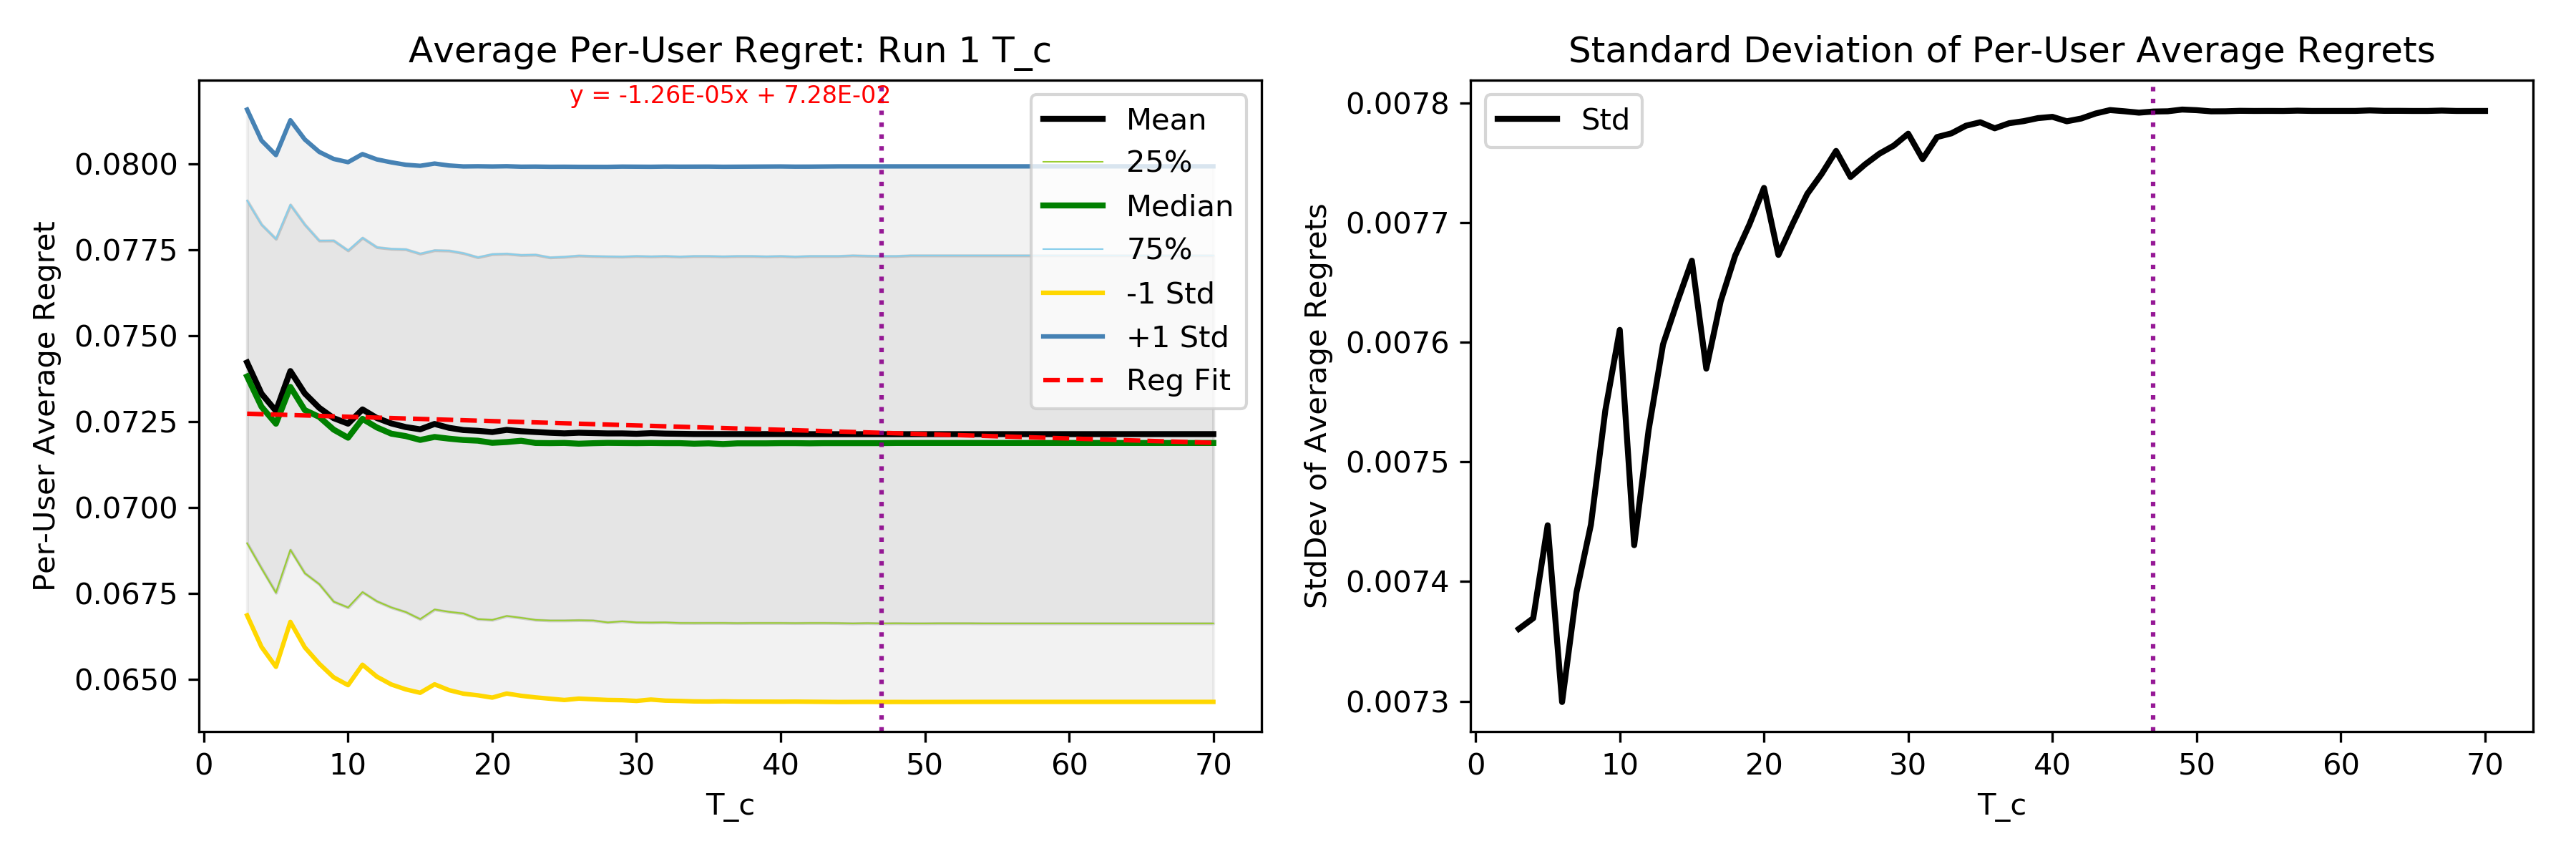 Average Per-User Regret: Run 1 T_c
y = -1.26E-05x + 7.28E-02
Mean
25%
Median
75%
-1 Std
+1 Std
Reg Fit
Per-User Average Regret
0.0800
0.0775
0.0750
0.0725
0.0700
0.0675
0.0650
0 10 20 30 40 50 60 70
T_c
Standard Deviation of Per-User Average Regrets
Std
StdDev of Average Regrets
0.0078
0.0077
0.0076
0.0075
0.0074
0.0073
0 10 20 30 40 50 60 70
T_c